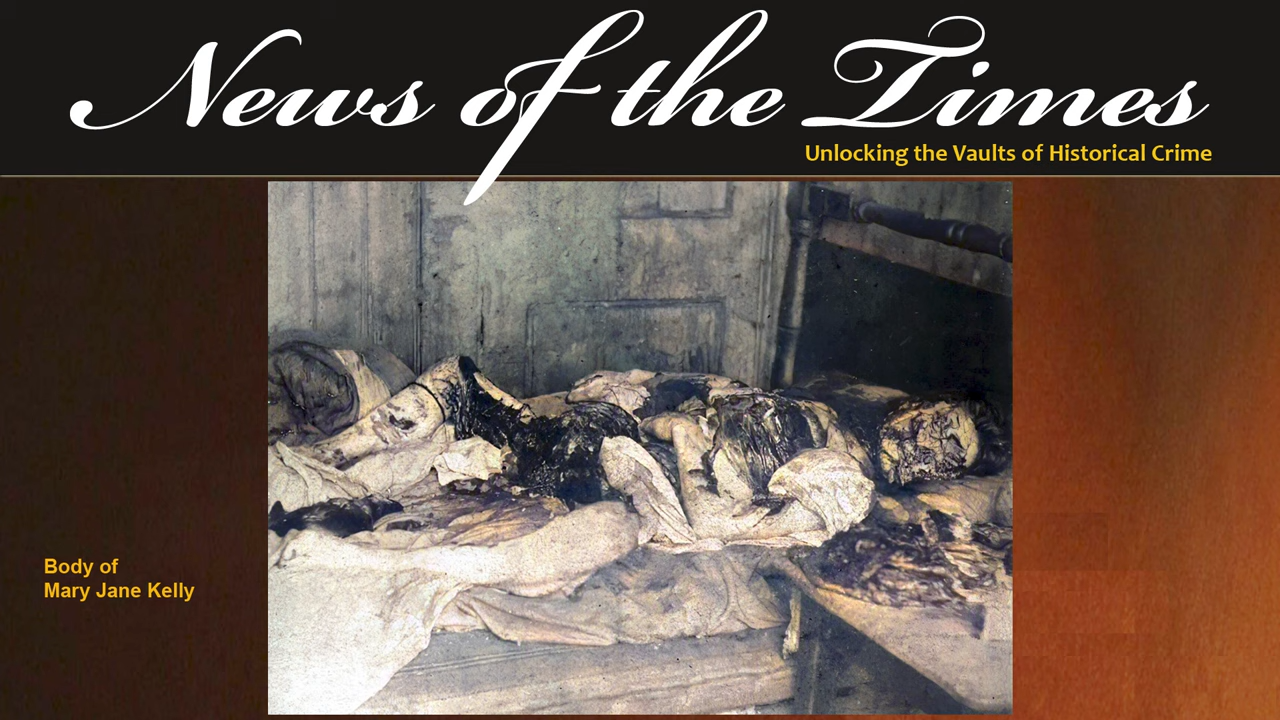 News of the Times
Unlocking the Vaults of Historical Crime
Body of
Mary Jane Kelly